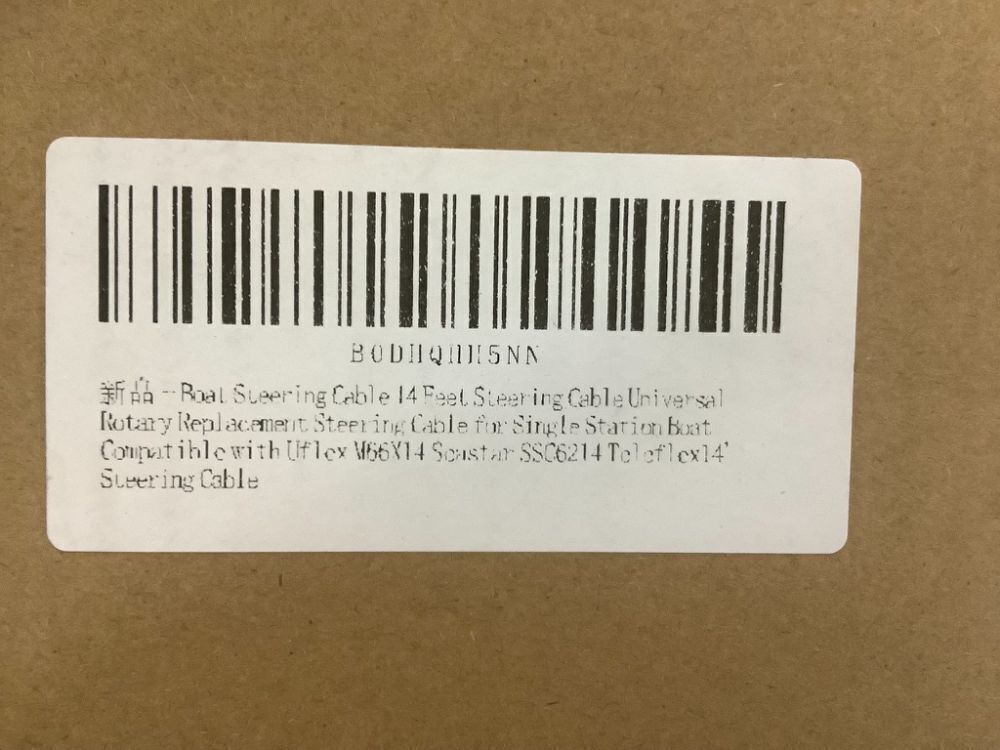 B0DHQHH5NN
新品 - Boat Steering Cable 14 Feet Steering Cable Universal
Rotary Replacement Steering Cable for Single Station Boat
Compatible with Uflex M66X14 Seastar SSC6214 Teleflex14'
Steering Cable